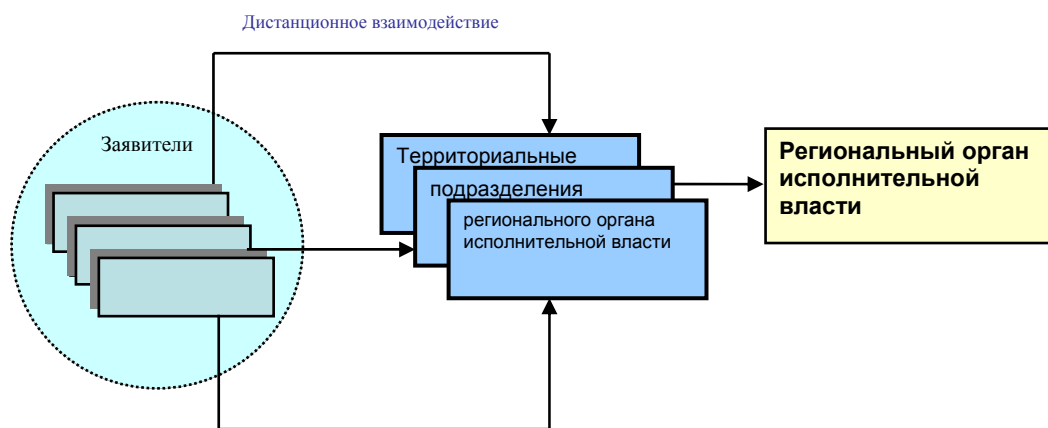 Дистанционное взаимодействие
Заявители
Территориальные
подразделения
регионального органа
исполнительной власти
Региональный орган
исполнительной
власти